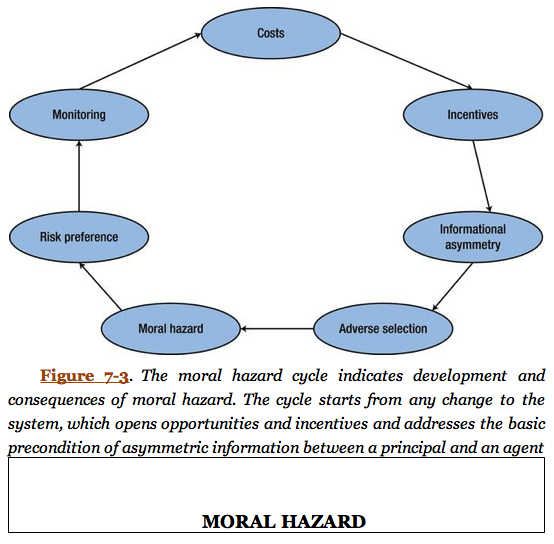 Costs
Incentives
Informational
asymmetry
Adverse selection
Moral hazard
Risk preference
Monitoring
Figure 7-3. The moral hazard cycle indicates development and
consequences of moral hazard. The cycle starts from any change to the
system, which opens opportunities and incentives and addresses the basic
precondition of asymmetric information between a principal and an agent
MORAL HAZARD